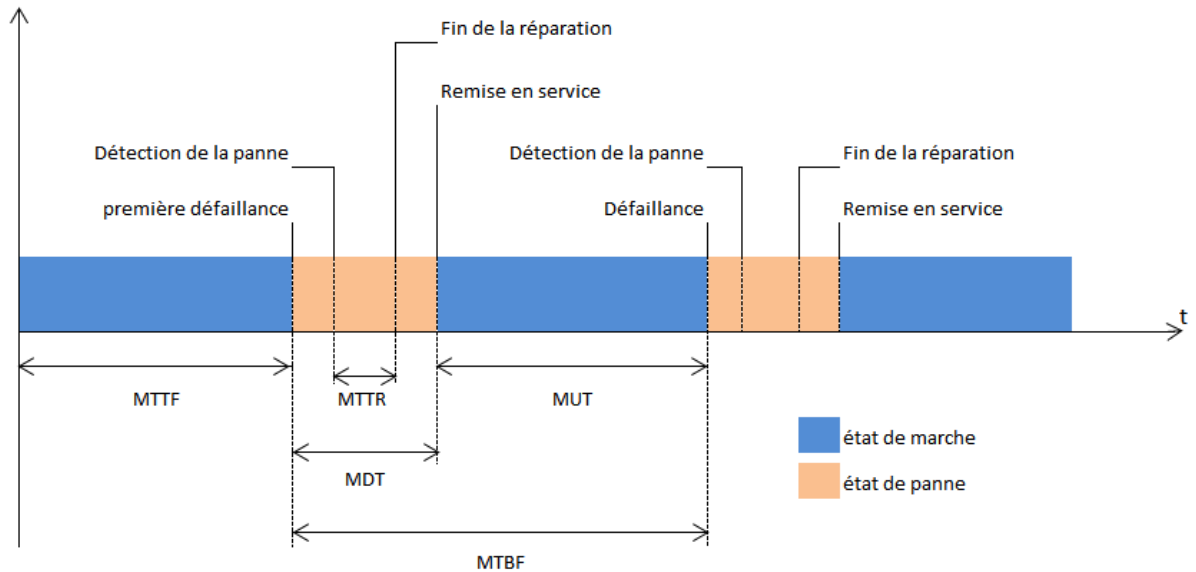 Fin de la réparation
Remise en service
Détection de la panne
Détection de la panne
Fin de la réparation
première défaillance
Défaillance
Remise en service
t
MTTF
MTTR
MUT
état de marche
MDT
état de panne
MTBF